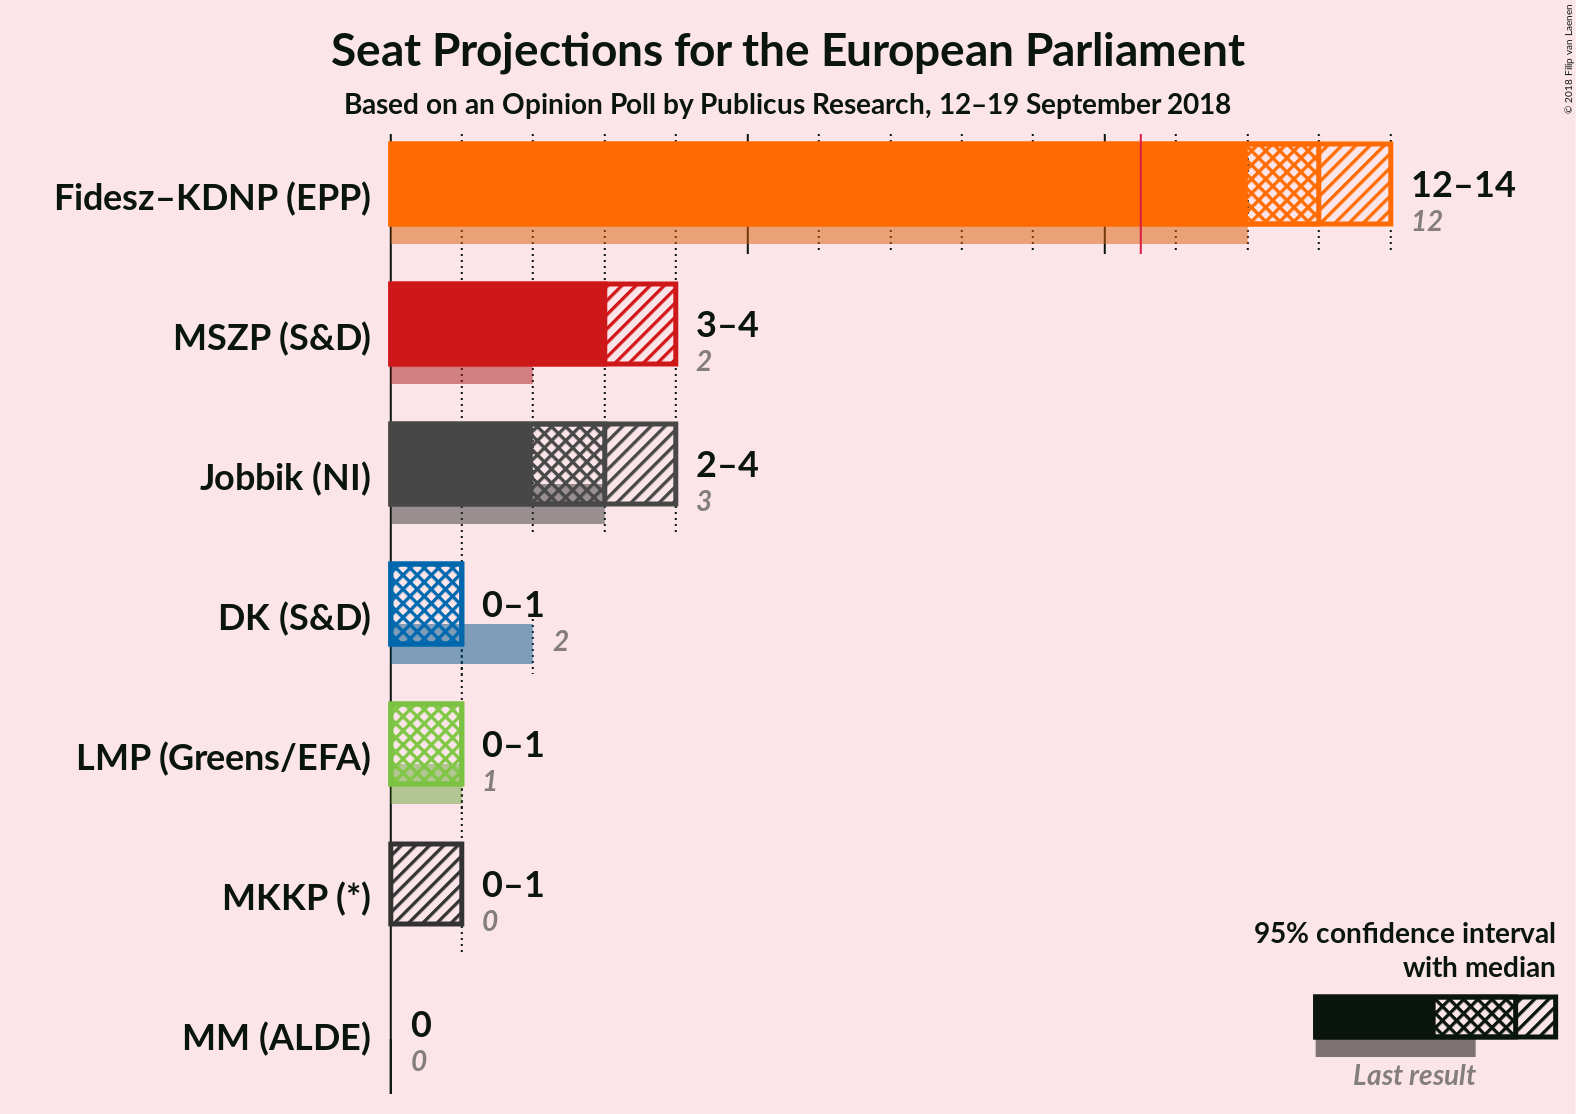 Seat Projections for the European Parliament
Based on an Opinion Poll by Publicus Research, 12–19 September 2018
© 2018 Filip van Laenen
Fidesz–KDNP (EPP)
12–14
12
MSZP (S&D)
3–4
2
Jobbik (NI)
2–4
3
DK (S&D)
0–1
2
LMP (Greens/EFA)
0–1
1
MKKP (*)
0–1
0
MM (ALDE)
0
0
95% confidence interval
with median
Last result